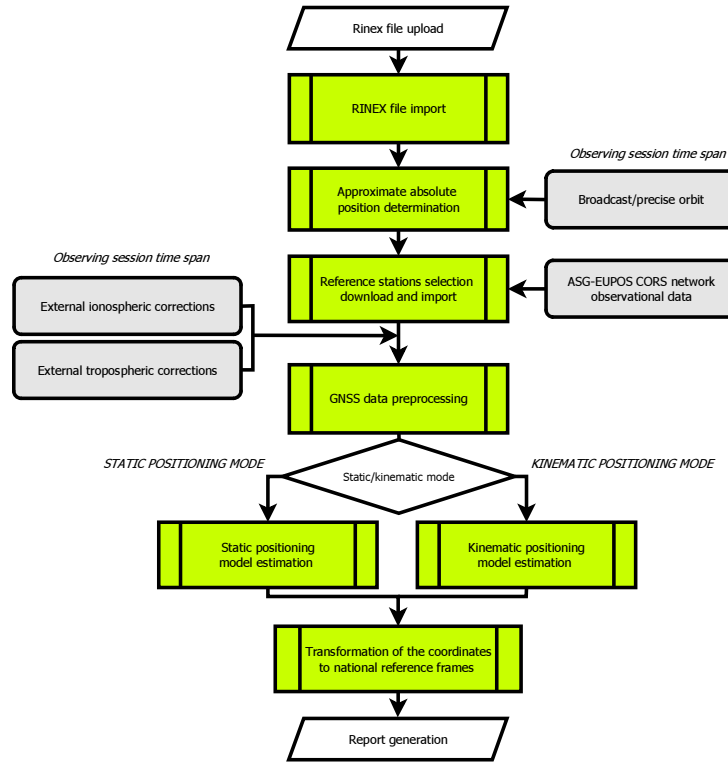 Rinex file upload
RINEX file import
Observing session time span
Approximate absolute
position determination
Broadcast/precise orbit
Observing session time span
Reference stations selection
download and import
ASG-EUPOS CORS network
observational data
External ionospheric corrections
External tropospheric corrections
GNSS data preprocessing
STATIC POSITIONING MODE
KINEMATIC POSITIONING MODE
Static/kinematic mode
Static positioning
model estimation
Kinematic positioning
model estimation
Transformation of the coordinates
to national reference frames
Report generation